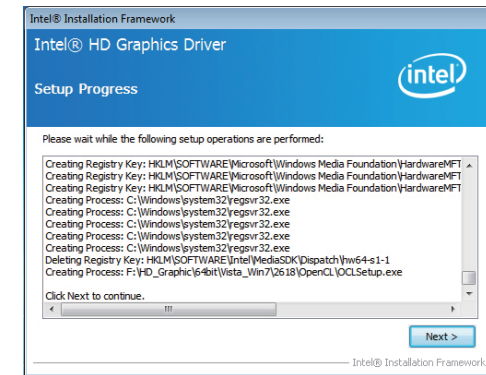 Intel® Installation Framework
Intel® HD Graphics Driver
intel
Setup Progress
Please wait while the following setup operations are performed:
Creating Registry Key: HKLM\SOFTWARE\Microsoft\Windows Media Foundation\HardwareMFT
Creating Registry Key: HKLM\SOFTWARE\Microsoft\Windows Media Foundation\HardwareMFT
Creating Registry Key: HKLM\SOFTWARE\Microsoft\Windows Media Foundation\HardwareMFT
Creating Process: C:\Windows\system32\regsvr32.exe
Creating Process: C:\Windows\system32\regsvr32.exe
Creating Process: C:\Windows\system32\regsvr32.exe
Creating Process: C:\Windows\system32\regsvr32.exe
Creating Process: C:\Windows\system32\regsvr32.exe
Deleting Registry Key: HKLM\SOFTWARE\Intel\MediaSDK\Dispatch\hw64-s1-1
Creating Process: F:\HD_Graphic\64bit\Vista_Win7\2618\OpenCL\OCLSetup.exe
Click Next to continue.
Next >
Intel® Installation Framework